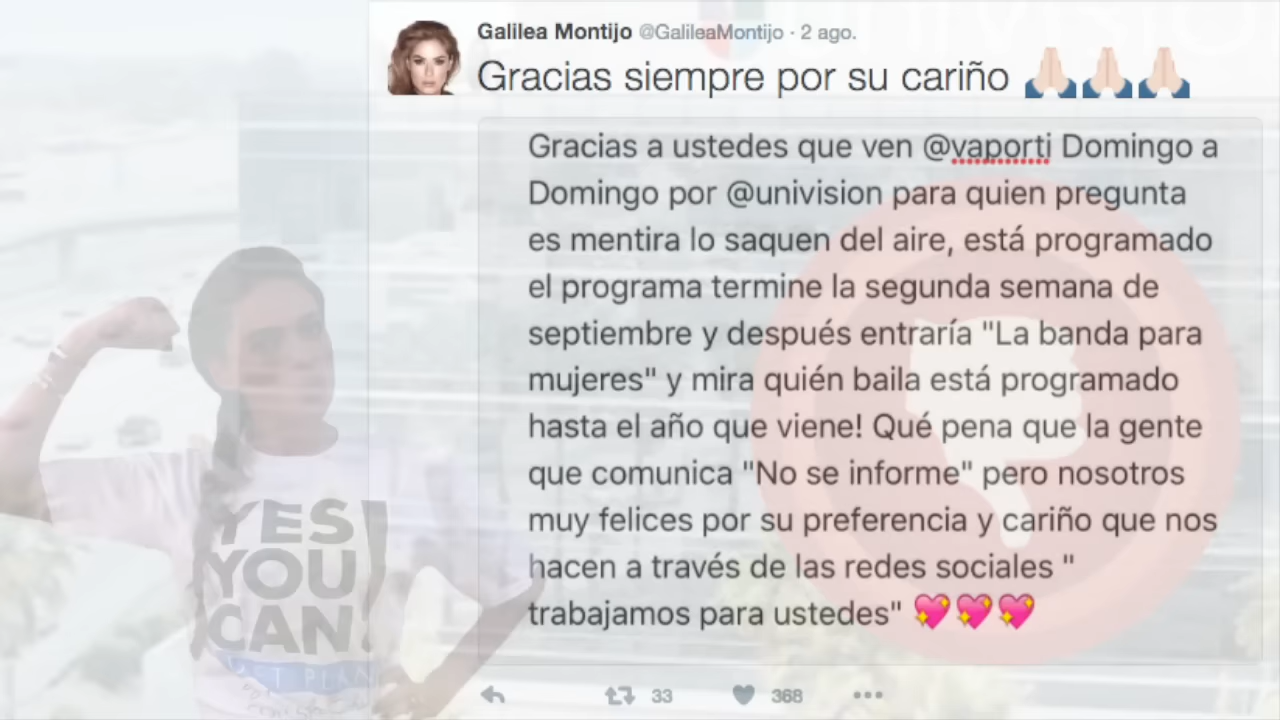 Galilea Montijo @GalileaMontijo · 2 ago.
Gracias siempre por su cariño 🙏🏻🙏🏻🙏🏻
Gracias a ustedes que ven @vaporti Domingo a
Domingo por @univision para quien pregunta
es mentira lo saquen del aire, está programado
el programa termine la segunda semana de
septiembre y después entraría "La banda para
mujeres" y mira quién baila está programado
hasta el año que viene! Qué pena que la gente
que comunica "No se informe" pero nosotros
muy felices por su preferencia y cariño que nos
hacen a través de las redes sociales "
trabajamos para ustedes" 💖💖💖
33 368
YES
YOU
CAN!